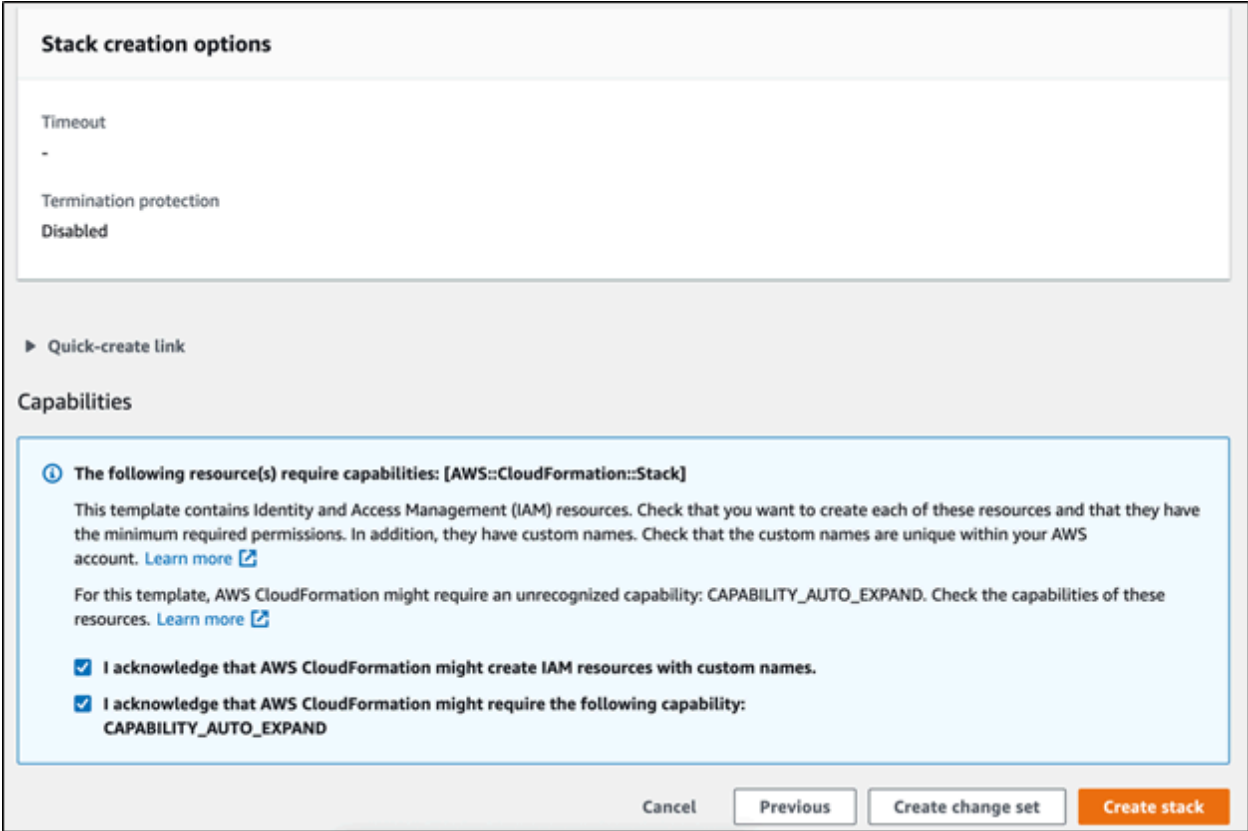 Stack creation options
Timeout
-
Termination protection
Disabled
Quick-create link
Capabilities
The following resource(s) require capabilities: [AWS::CloudFormation::Stack]
This template contains Identity and Access Management (IAM) resources. Check that you want to create each of these resources and that they have
the minimum required permissions. In addition, they have custom names. Check that the custom names are unique within your AWS
account. Learn more
For this template, AWS CloudFormation might require an unrecognized capability: CAPABILITY_AUTO_EXPAND. Check the capabilities of these
resources. Learn more
I acknowledge that AWS CloudFormation might create IAM resources with custom names.
I acknowledge that AWS CloudFormation might require the following capability:
CAPABILITY_AUTO_EXPAND
Cancel Previous Create change set Create stack